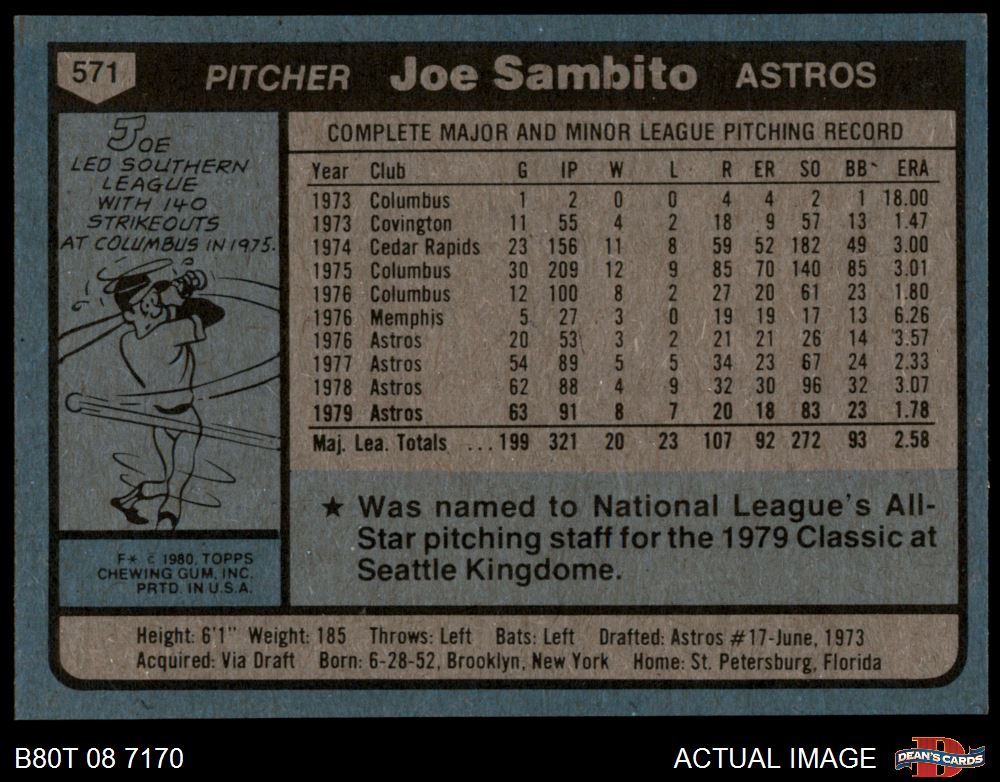 571 PITCHER Joe Sambito ASTROS
JOE
LED SOUTHERN
LEAGUE
WITH 140
STRIKEOUTS
AT COLUMBUS IN 1975.
COMPLETE MAJOR AND MINOR LEAGUE PITCHING RECORD
Year Club G IP W L R ER SO BB ERA
1973 Columbus 1 2 0 0 4 4 2 1 18.00
1973 Covington 11 55 4 2 18 9 57 13 1.47
1974 Cedar Rapids 23 156 11 8 59 52 182 49 3.00
1975 Columbus 30 209 12 9 85 70 140 85 3.01
1976 Columbus 12 100 8 2 27 20 61 23 1.80
1976 Memphis 5 27 3 0 19 19 17 13 6.26
1976 Astros 20 53 3 2 21 21 26 14 3.57
1977 Astros 54 89 5 5 34 23 67 24 2.33
1978 Astros 62 88 4 9 32 30 96 32 3.07
1979 Astros 63 91 8 7 20 18 83 23 1.78
Maj. Lea. Totals ... 199 321 20 23 107 92 272 93 2.58
★ Was named to National League's All-
Star pitching staff for the 1979 Classic at
Seattle Kingdome.
F* © 1980, TOPPS
CHEWING GUM, INC.
PRTD. IN U.S.A.
Height: 6'1" Weight: 185 Throws: Left Bats: Left Drafted: Astros #17-June, 1973
Acquired: Via Draft Born: 6-28-52, Brooklyn, New York Home: St. Petersburg, Florida
B80T 08 7170 ACTUAL IMAGE D DEAN'S CARDS